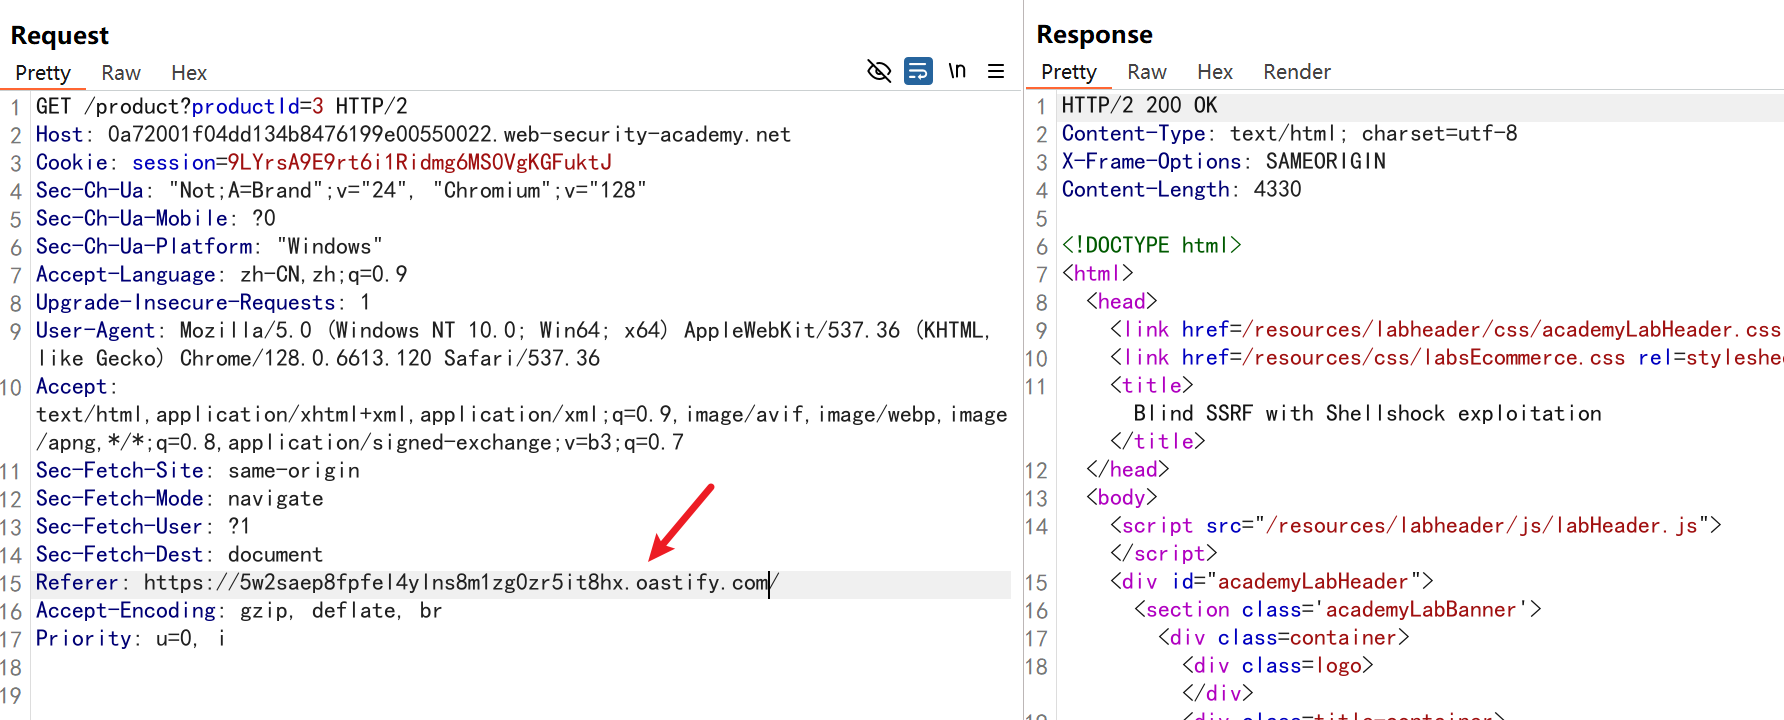 Request
Pretty Raw Hex
\n
1 GET /product?productId=3 HTTP/2
2 Host: 0a72001f04dd134b8476199e00550022.web-security-academy.net
3 Cookie: session=9LYrsA9E9rt6i1Ridmg6MSOVgKGFuktJ
4 Sec-Ch-Ua: "Not;A=Brand";v="24", "Chromium";v="128"
5 Sec-Ch-Ua-Mobile: ?0
6 Sec-Ch-Ua-Platform: "Windows"
7 Accept-Language: zh-CN,zh;q=0.9
8 Upgrade-Insecure-Requests: 1
9 User-Agent: Mozilla/5.0 (Windows NT 10.0; Win64; x64) AppleWebKit/537.36 (KHTML,
like Gecko) Chrome/128.0.6613.120 Safari/537.36
10 Accept:
text/html,application/xhtml+xml,application/xml;q=0.9,image/avif,image/webp,image
/apng,*/*;q=0.8,application/signed-exchange;v=b3;q=0.7
11 Sec-Fetch-Site: same-origin
12 Sec-Fetch-Mode: navigate
13 Sec-Fetch-User: ?1
14 Sec-Fetch-Dest: document
15 Referer: https://5w2saep8fpfel4ylns8m1zg0zr5it8hx.oastify.com/
16 Accept-Encoding: gzip, deflate, br
17 Priority: u=0, i
18
19
Response
Pretty Raw Hex Render
1 HTTP/2 200 OK
2 Content-Type: text/html; charset=utf-8
3 X-Frame-Options: SAMEORIGIN
4 Content-Length: 4330
5
6 <!DOCTYPE html>
7 <html>
8 <head>
9 <link href=/resources/labheader/css/academyLabHeader.css
10 <link href=/resources/css/labsEcommerce.css rel=styleshe
11 <title>
Blind SSRF with Shellshock exploitation
</title>
12 </head>
13 <body>
14 <script src="/resources/labheader/js/labHeader.js">
</script>
15 <div id="academyLabHeader">
16 <section class='academyLabBanner'>
17 <div class=container>
18 <div class=logo>
</div>
19 <div class=title-container>